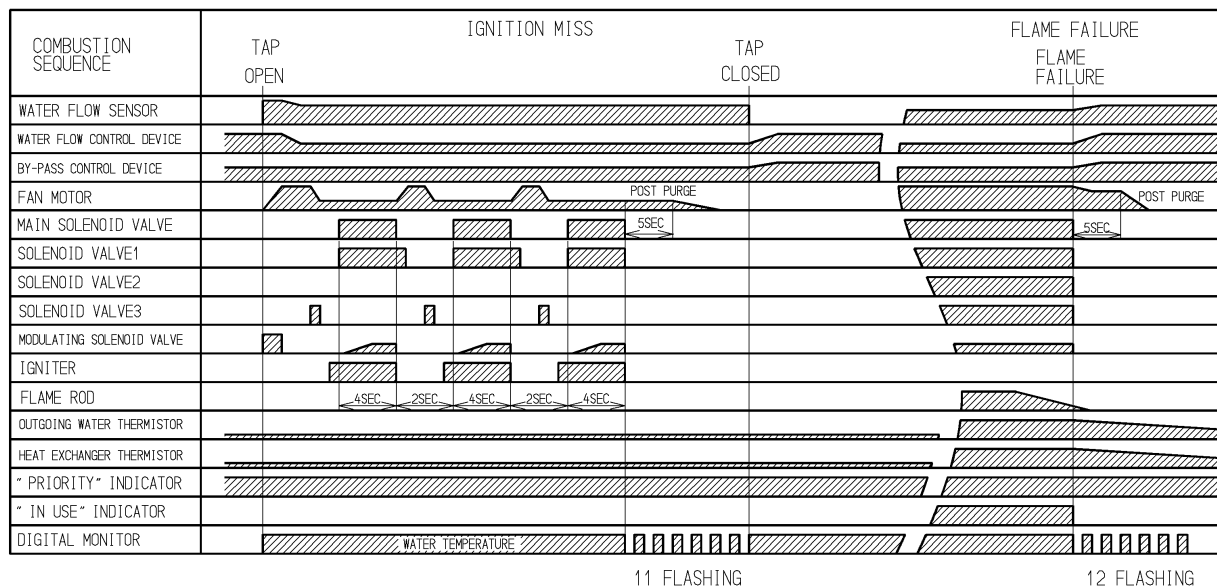 COMBUSTION
SEQUENCE
IGNITION MISS
FLAME FAILURE
TAP
OPEN
TAP
CLOSED
FLAME
FAILURE
WATER FLOW SENSOR
WATER FLOW CONTROL DEVICE
BY-PASS CONTROL DEVICE
FAN MOTOR
POST PURGE
POST PURGE
MAIN SOLENOID VALVE
5SEC
5SEC
SOLENOID VALVE1
SOLENOID VALVE2
SOLENOID VALVE3
MODULATING SOLENOID VALVE
IGNITER
FLAME ROD
4SEC
2SEC
4SEC
2SEC
4SEC
OUTGOING WATER THERMISTOR
HEAT EXCHANGER THERMISTOR
" PRIORITY" INDICATOR
" IN USE" INDICATOR
DIGITAL MONITOR
WATER TEMPERATURE
11 FLASHING
12 FLASHING